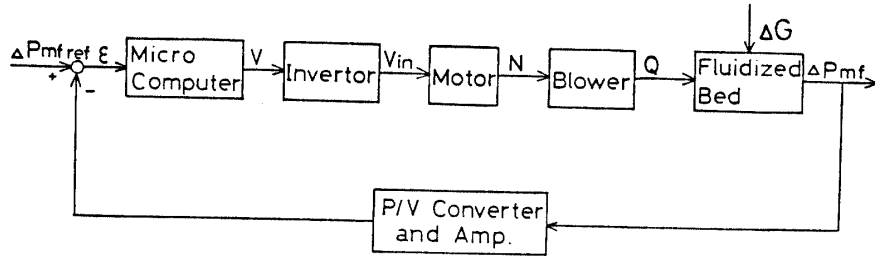 ΔPmf ref
+
-
ε
Micro
Computer
V
Invertor
Vin
Motor
N
Blower
Q
ΔG
Fluidized
Bed
ΔPmf
P/V Converter
and Amp.